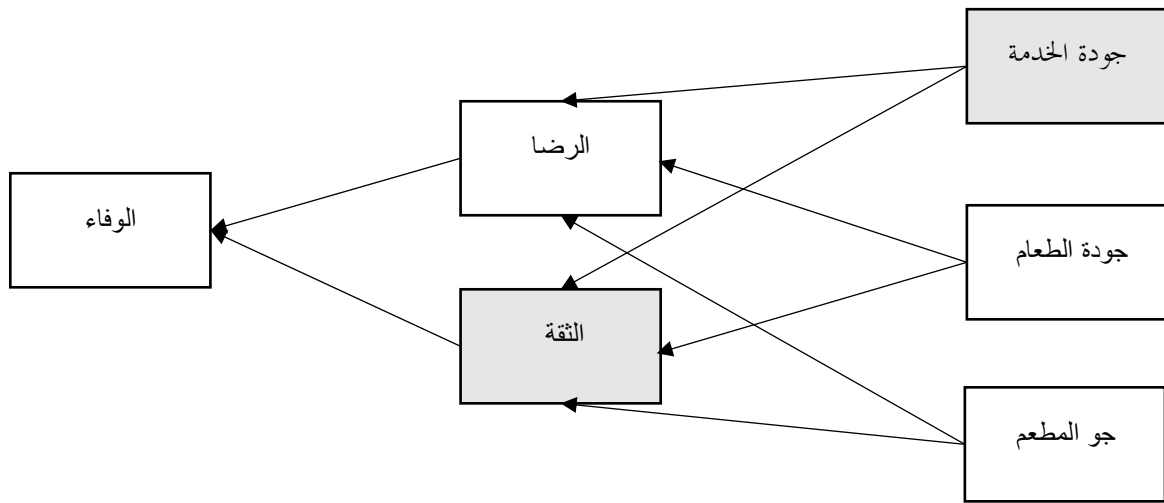 جودة الخدمة
الرضا
الوفاء
جودة الطعام
الثقة
جو المطعم